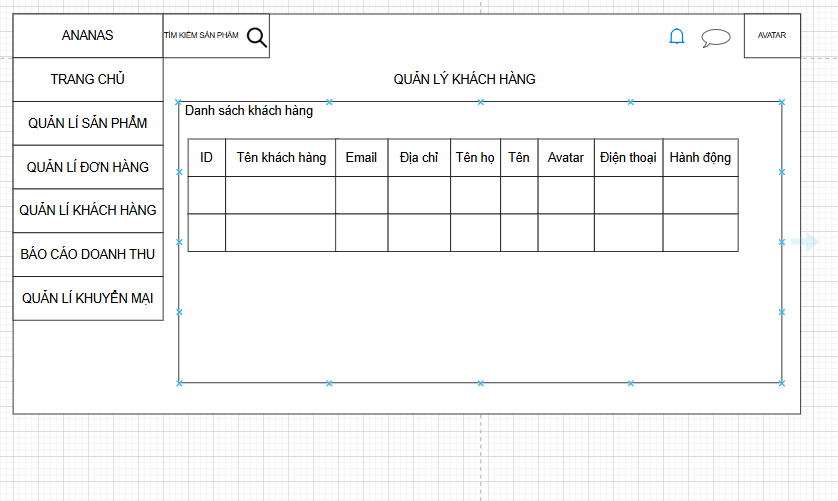 ANANAS
TÌM KIẾM SẢN PHẨM
AVATAR
TRANG CHỦ
QUẢN LÍ SẢN PHẨM
QUẢN LÍ ĐƠN HÀNG
QUẢN LÍ KHÁCH HÀNG
BÁO CÁO DOANH THU
QUẢN LÍ KHUYẾN MẠI
QUẢN LÝ KHÁCH HÀNG
Danh sách khách hàng
ID Tên khách hàng Email Địa chỉ Tên họ Tên Avatar Điện thoại Hành động